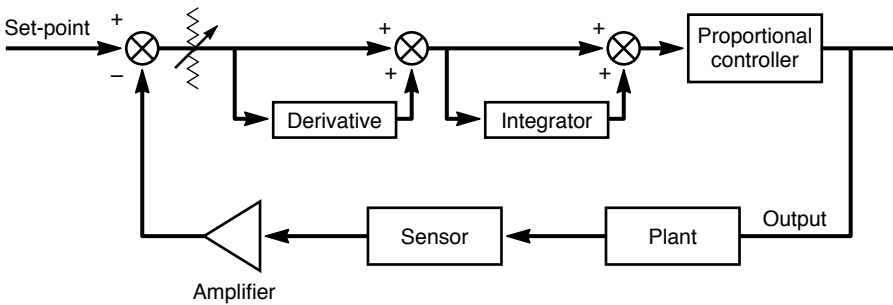 +
Set-point
−
+
+
+
+
Proportional
controller
Derivative
Integrator
Output
Sensor
Plant
Amplifier